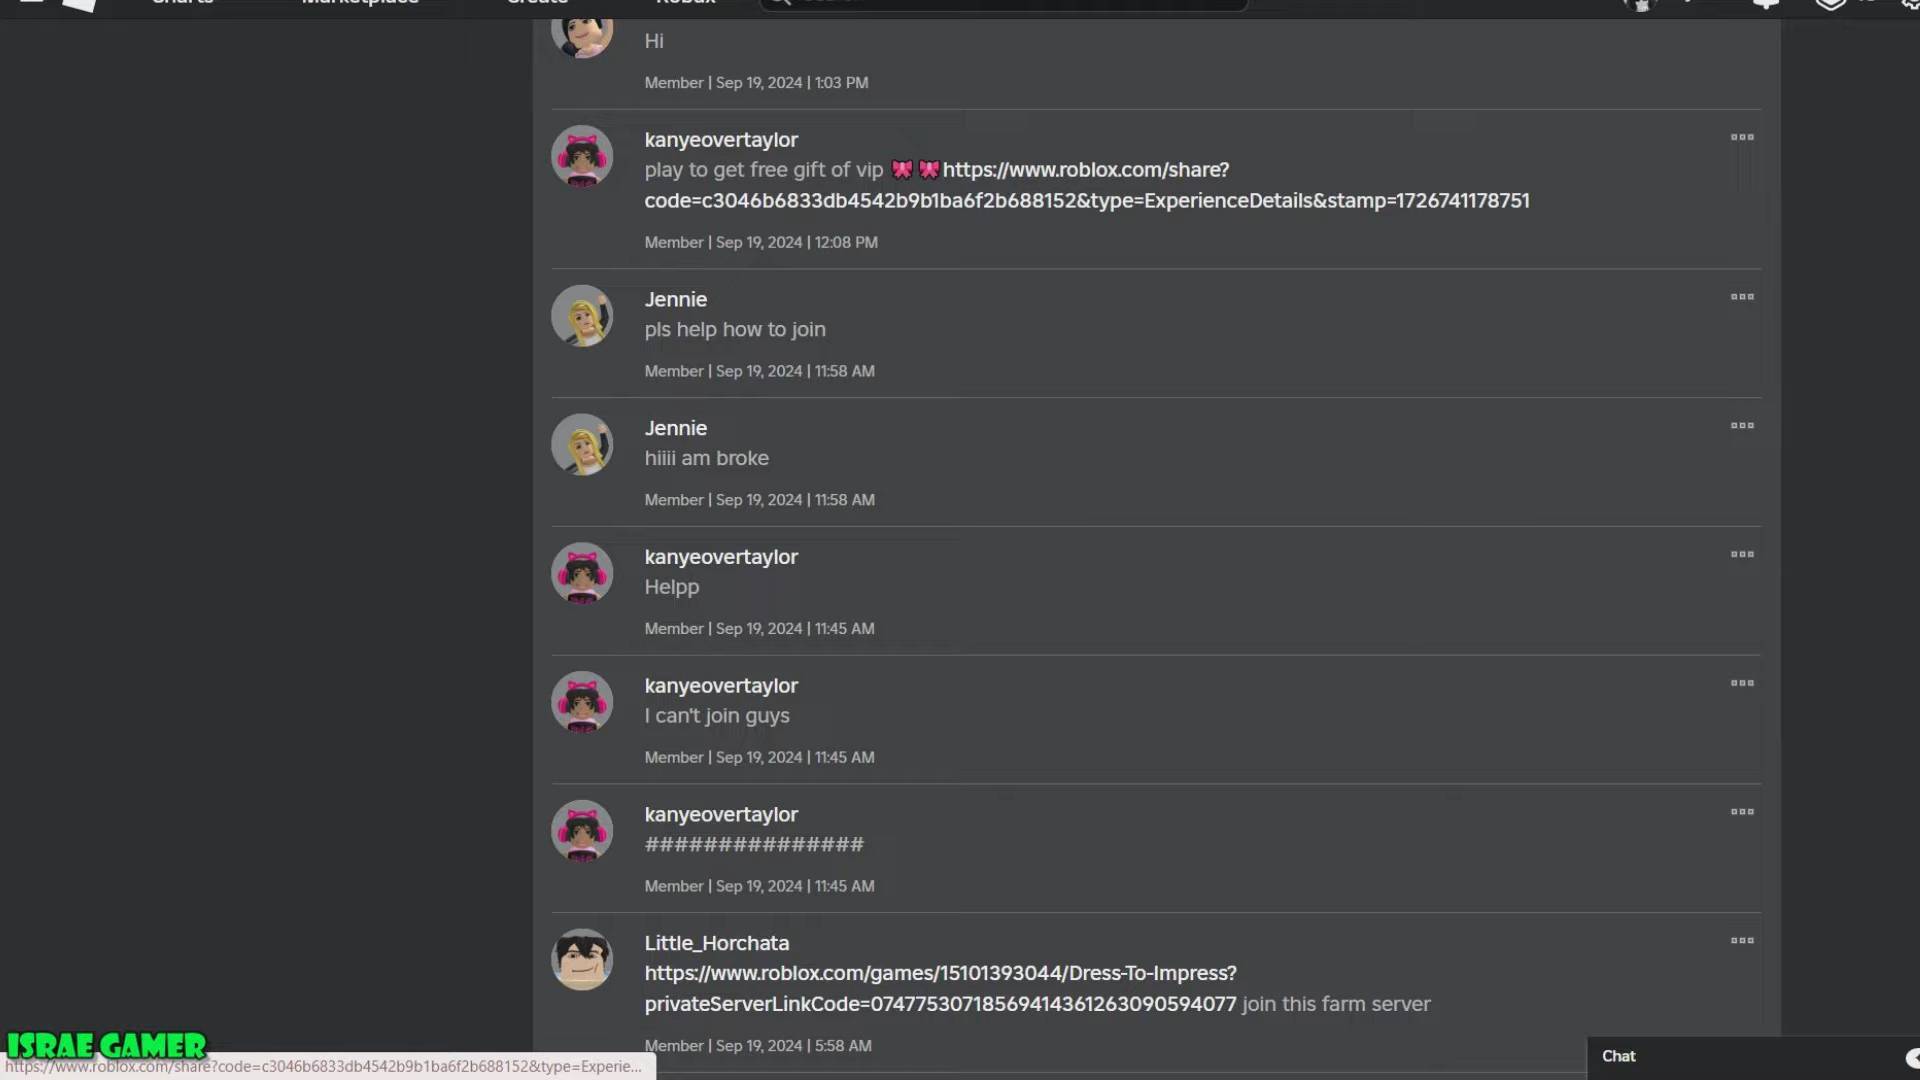 Charts Marketplace Create Robux
Hi
Member | Sep 19, 2024 | 1:03 PM
kanyeovertaylor
play to get free gift of vip 🎀🎀https://www.roblox.com/share?
code=c3046b6833db4542b9b1ba6f2b688152&type=ExperienceDetails&stamp=1726741178751
Member | Sep 19, 2024 | 12:08 PM
Jennie
pls help how to join
Member | Sep 19, 2024 | 11:58 AM
Jennie
hiiii am broke
Member | Sep 19, 2024 | 11:58 AM
kanyeovertaylor
Helpp
Member | Sep 19, 2024 | 11:45 AM
kanyeovertaylor
I can't join guys
Member | Sep 19, 2024 | 11:45 AM
kanyeovertaylor
###############
Member | Sep 19, 2024 | 11:45 AM
Little_Horchata
https://www.roblox.com/games/15101393044/Dress-To-Impress?
privateServerLinkCode=07477530718569414361263090594077 join this farm server
Member | Sep 19, 2024 | 5:58 AM
ISRAE GAMER
https://www.roblox.com/share?code=c3046b6833db4542b9b1ba6f2b688152&type=Experie...
Chat